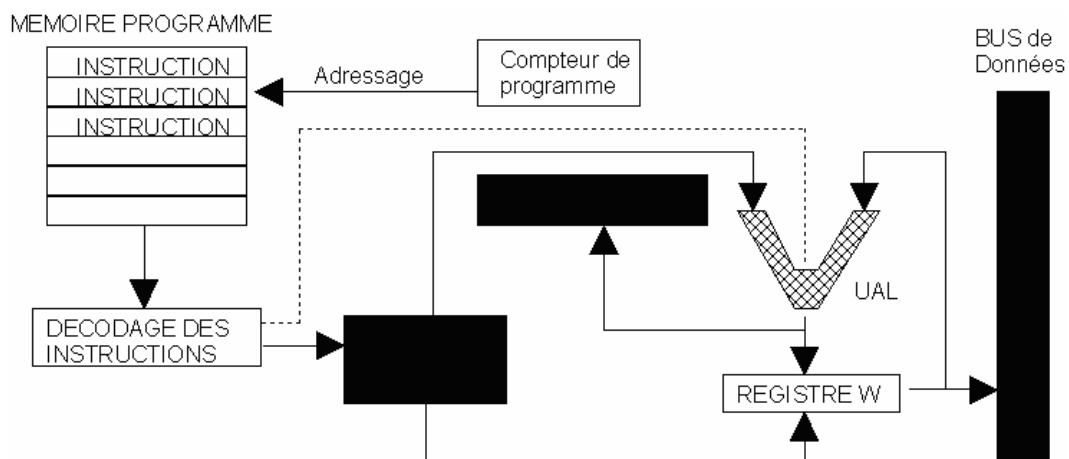 MEMOIRE PROGRAMME
INSTRUCTION
INSTRUCTION
INSTRUCTION
Adressage
Compteur de
programme
BUS de
Données
UAL
DECODAGE DES
INSTRUCTIONS
REGISTRE W